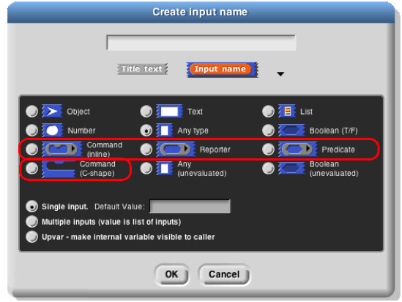 Create input name
Title text Input name
Object Text List
Number Any type Boolean (T/F)
Command (inline) Reporter Predicate
Command (C-shape) Any (unevaluated) Boolean (unevaluated)
Single input. Default Value:
Multiple inputs (value is list of inputs)
Upvar - make internal variable visible to caller
OK Cancel